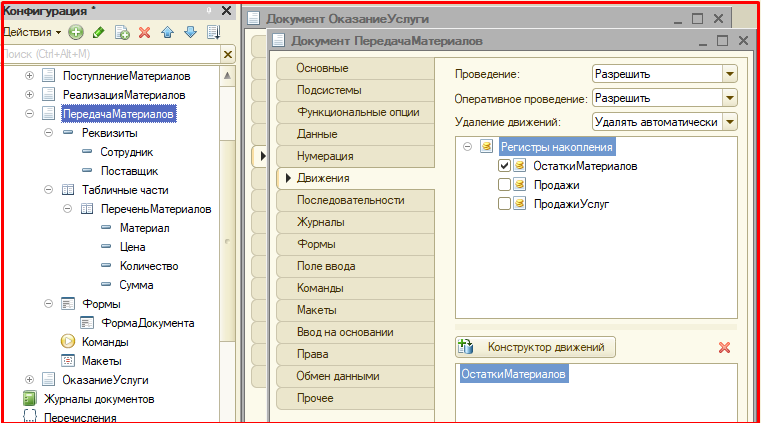 Конфигурация *
Действия
Поиск (Ctrl+Alt+M)
ПоступлениеМатериалов
РеализацияМатериалов
ПередачаМатериалов
Реквизиты
Сотрудник
Поставщик
Табличные части
ПереченьМатериалов
Материал
Цена
Количество
Сумма
Формы
ФормаДокумента
Команды
Макеты
ОказаниеУслуги
Журналы документов
Перечисления
Документ ОказаниеУслуги
Документ ПередачаМатериалов
Основные
Подсистемы
Функциональные опции
Данные
Нумерация
Движения
Последовательности
Журналы
Формы
Поле ввода
Команды
Макеты
Ввод на основании
Права
Обмен данными
Прочее
Проведение: Разрешить
Оперативное проведение: Разрешить
Удаление движений: Удалять автоматически
Регистры накопления
ОстаткиМатериалов
Продажи
ПродажиУслуг
Конструктор движений
ОстаткиМатериалов